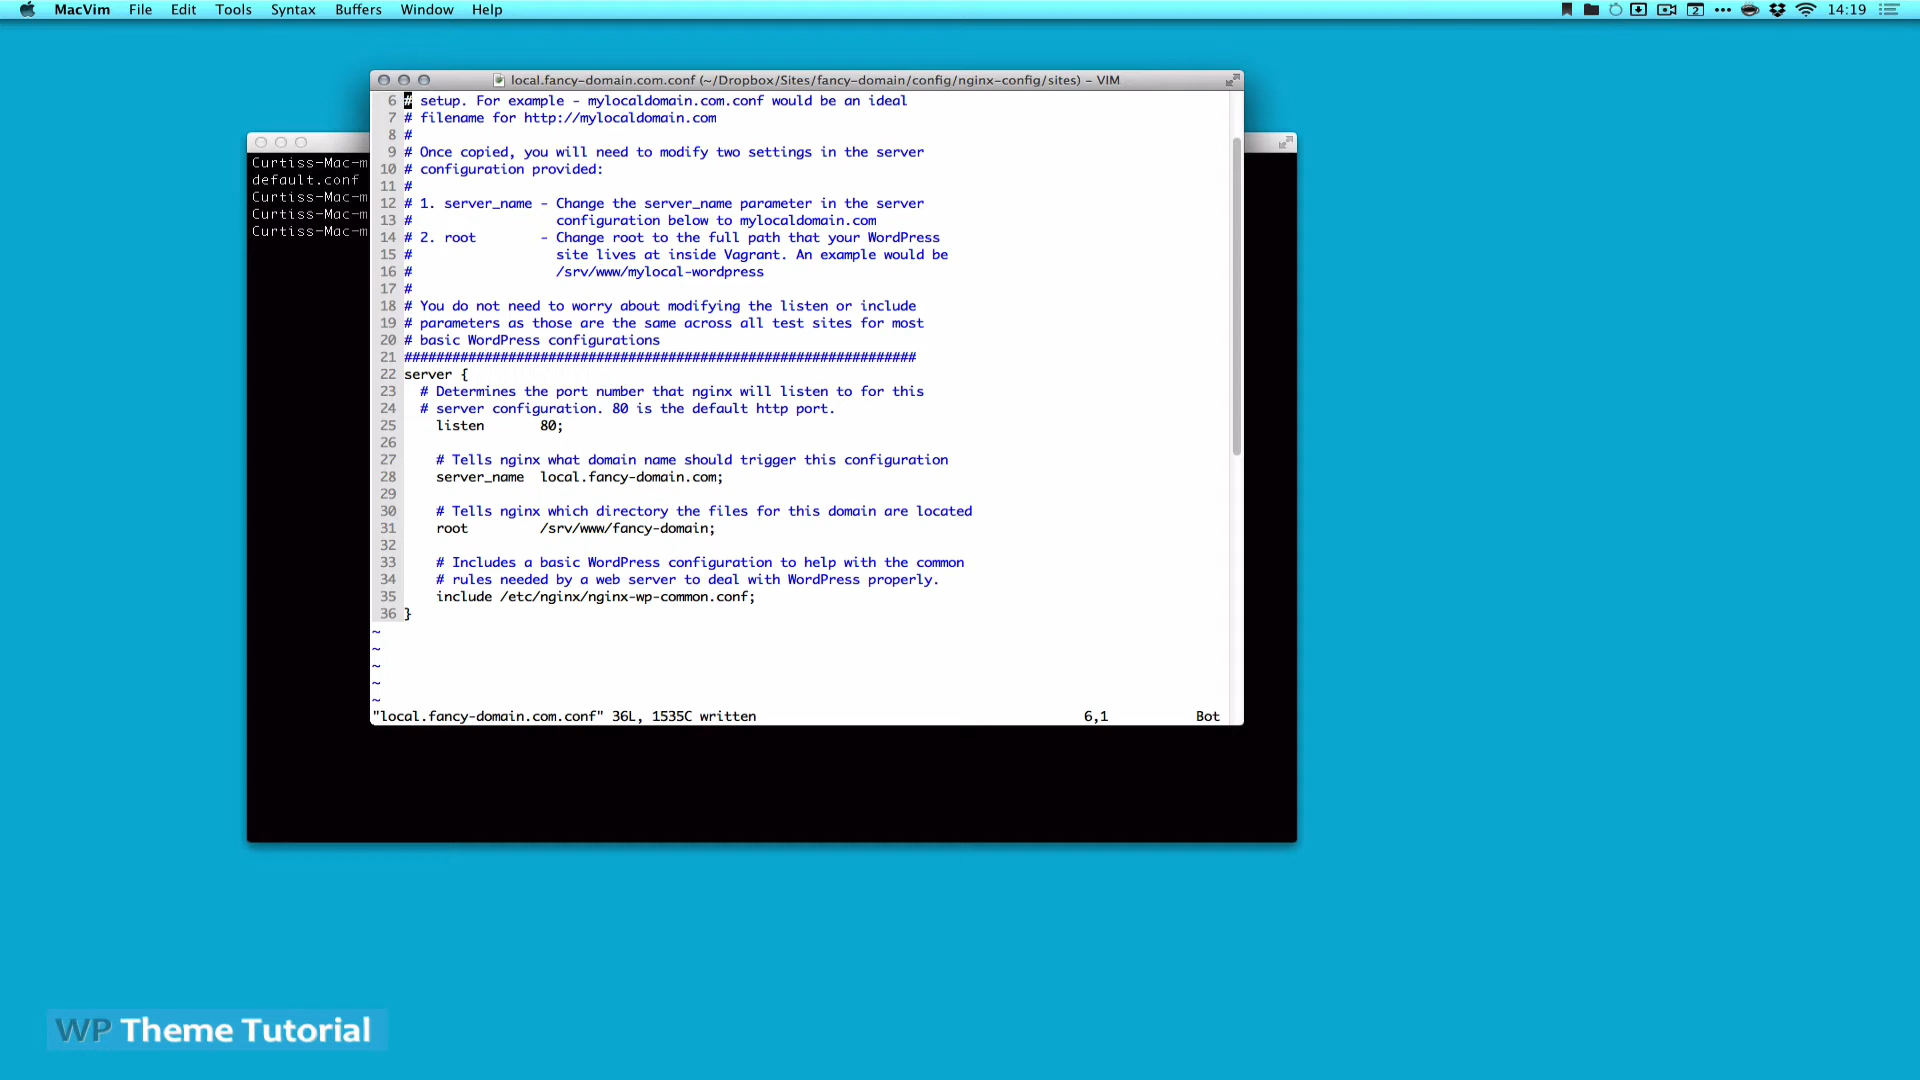 MacVim File Edit Tools Syntax Buffers Window Help
2 14:19
local.fancy-domain.com.conf (~/Dropbox/Sites/fancy-domain/config/nginx-config/sites) – VIM
Curtiss-Mac-m
default.conf
Curtiss-Mac-m
Curtiss-Mac-m
Curtiss-Mac-m
6 # setup. For example - mylocaldomain.com.conf would be an ideal
7 # filename for http://mylocaldomain.com
8 #
9 # Once copied, you will need to modify two settings in the server
10 # configuration provided:
11 #
12 # 1. server_name - Change the server_name parameter in the server
13 # configuration below to mylocaldomain.com
14 # 2. root - Change root to the full path that your WordPress
15 # site lives at inside Vagrant. An example would be
16 # /srv/www/mylocal-wordpress
17 #
18 # You do not need to worry about modifying the listen or include
19 # parameters as those are the same across all test sites for most
20 # basic WordPress configurations
21 ################################################################
22 server {
23 # Determines the port number that nginx will listen to for this
24 # server configuration. 80 is the default http port.
25 listen 80;
26
27 # Tells nginx what domain name should trigger this configuration
28 server_name local.fancy-domain.com;
29
30 # Tells nginx which directory the files for this domain are located
31 root /srv/www/fancy-domain;
32
33 # Includes a basic WordPress configuration to help with the common
34 # rules needed by a web server to deal with WordPress properly.
35 include /etc/nginx/nginx-wp-common.conf;
36 }
~
~
~
~
~
"local.fancy-domain.com.conf" 36L, 1535C written 6,1 Bot
WP Theme Tutorial